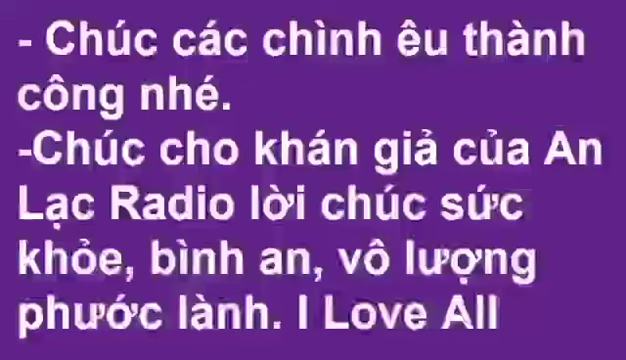 - Chúc các chình êu thành
công nhé.
-Chúc cho khán giả của An
Lạc Radio lời chúc sức
khỏe, bình an, vô lượng
phước lành. I Love All